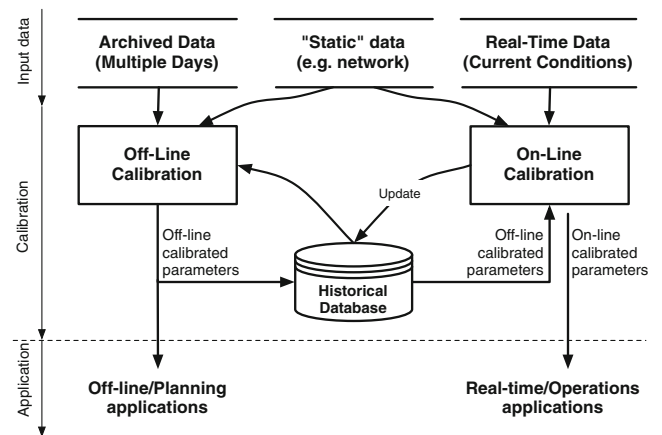 Input data
Archived Data
(Multiple Days)
"Static" data
(e.g. network)
Real-Time Data
(Current Conditions)
Calibration
Off-Line
Calibration
On-Line
Calibration
Update
Off-line
calibrated
parameters
Historical
Database
Off-line
calibrated
parameters
On-line
calibrated
parameters
Application
Off-line/Planning
applications
Real-time/Operations
applications